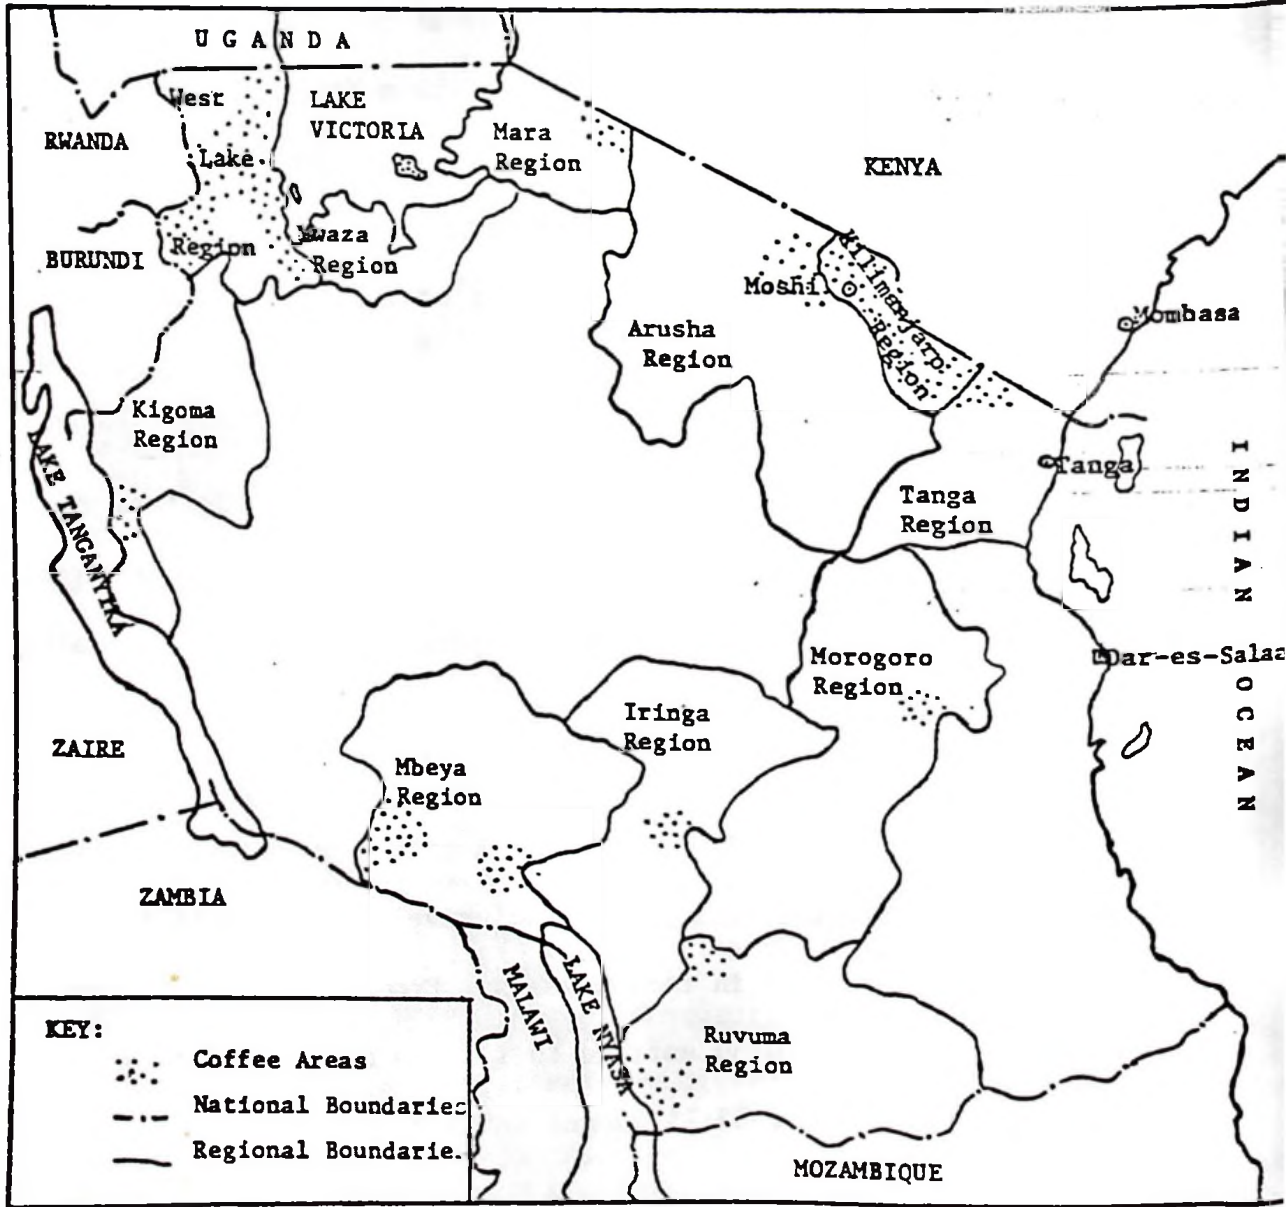 UGANDA
West
Lake
Region
LAKE
VICTORIA
Mara
Region
RWANDA
KENYA
BURUNDI
Mwaza
Region
Moshi
Kilimanjaro
Region
Mombasa
Arusha
Region
Kigoma
Region
LAKE TANGANYIKA
Tanga
Tanga
Region
INDIAN OCEAN
Morogoro
Region
Dar-es-Salaa
Iringa
Region
ZAIRE
Mbeya
Region
ZAMBIA
MALAWI
LAKE NYASA
Ruvuma
Region
MOZAMBIQUE
KEY:
Coffee Areas
National Boundaries
Regional Boundarie.